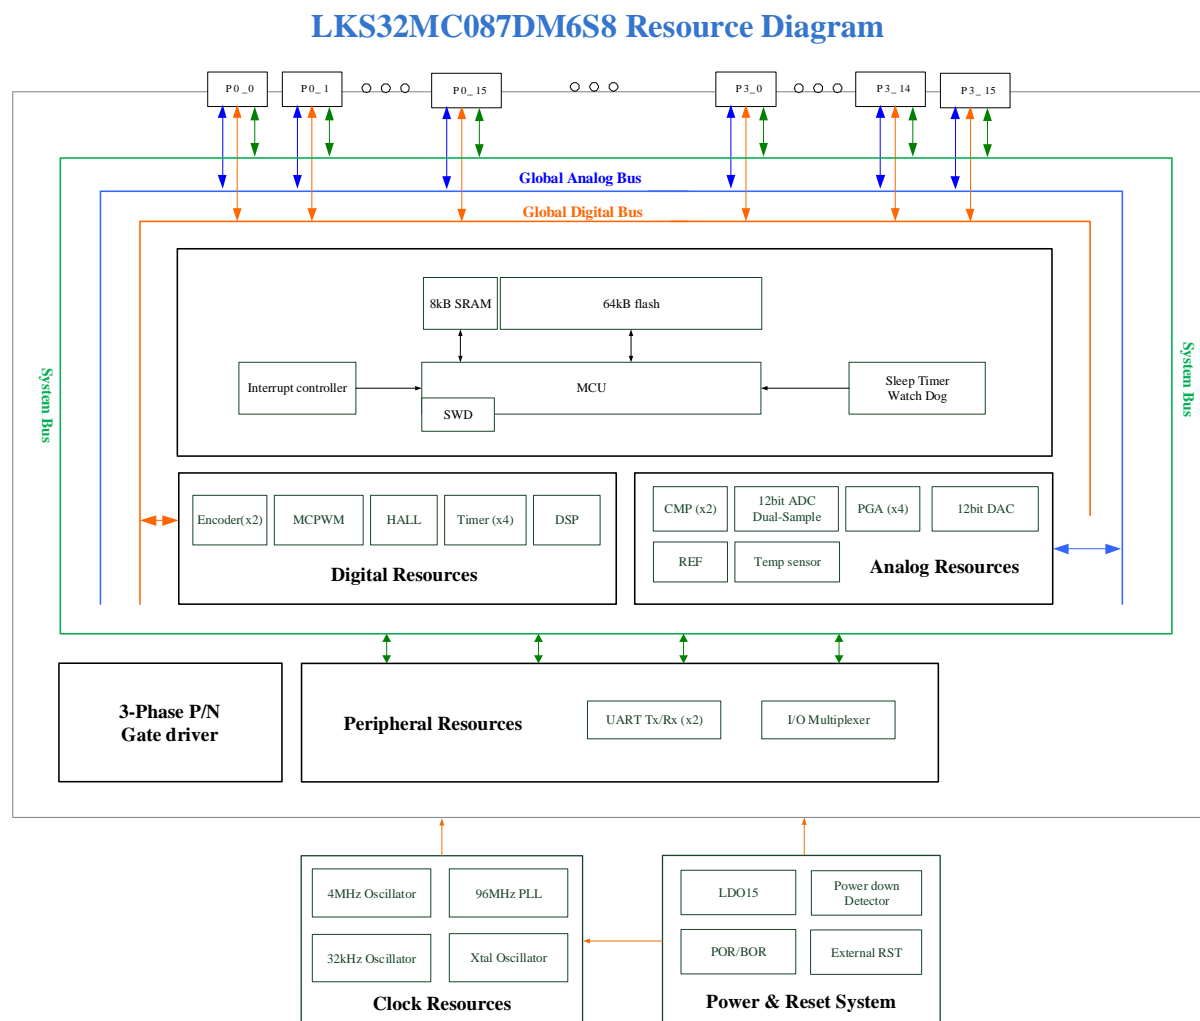 LKS32MC087DM6S8 Resource Diagram
P0_0
P0_1
P0_15
P3_0
P3_14
P3_15
Global Analog Bus
Global Digital Bus
System Bus
System Bus
8kB SRAM
64kB flash
Interrupt controller
MCU
SWD
Sleep Timer
Watch Dog
Encoder(x2)
MCPWM
HALL
Timer (x4)
DSP
Digital Resources
CMP (x2)
12bit ADC
Dual-Sample
PGA (x4)
12bit DAC
REF
Temp sensor
Analog Resources
3-Phase P/N
Gate driver
Peripheral Resources
UART Tx/Rx (x2)
I/O Multiplexer
4MHz Oscillator
96MHz PLL
32kHz Oscillator
Xtal Oscillator
Clock Resources
LDO15
Power down
Detector
POR/BOR
External RST
Power & Reset System